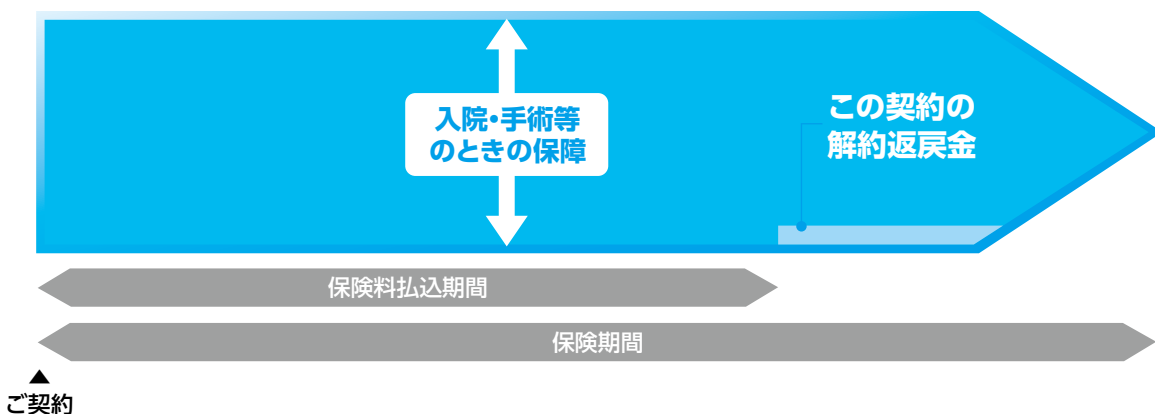 入院・手術等
のときの保障
この契約の
解約返戻金
保険料払込期間
保険期間
▲
ご契約